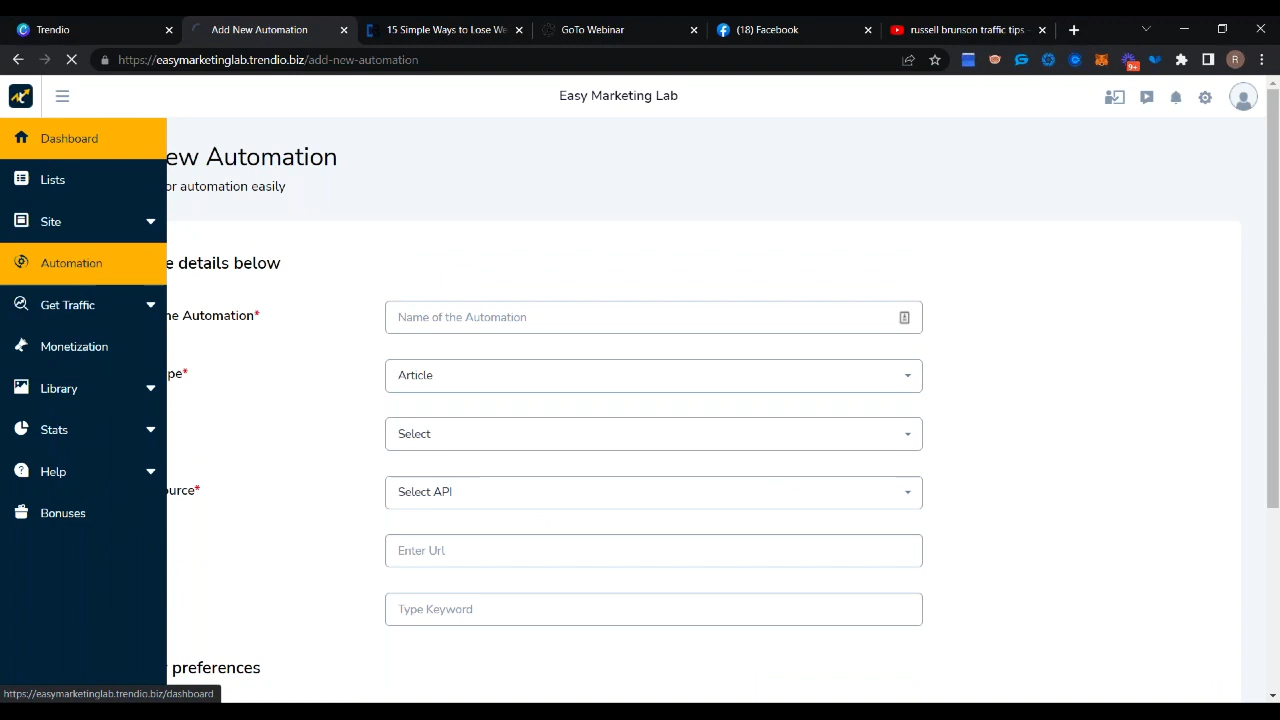 Trendio
Add New Automation
15 Simple Ways to Lose We
GoTo Webinar
(18) Facebook
russell brunson traffic tips -
https://easymarketinglab.trendio.biz/add-new-automation
9+
R
Easy Marketing Lab
Dashboard
Lists
Site
Automation
Get Traffic
Monetization
Library
Stats
Help
Bonuses
ew Automation
or automation easily
e details below
he Automation*
Name of the Automation
pe*
Article
Select
ource*
Select API
Enter Url
Type Keyword
preferences
https://easymarketinglab.trendio.biz/dashboard